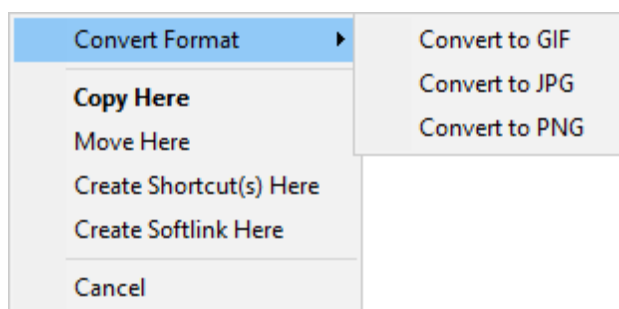 Convert Format
Convert to GIF
Convert to JPG
Convert to PNG
Copy Here
Move Here
Create Shortcut(s) Here
Create Softlink Here
Cancel